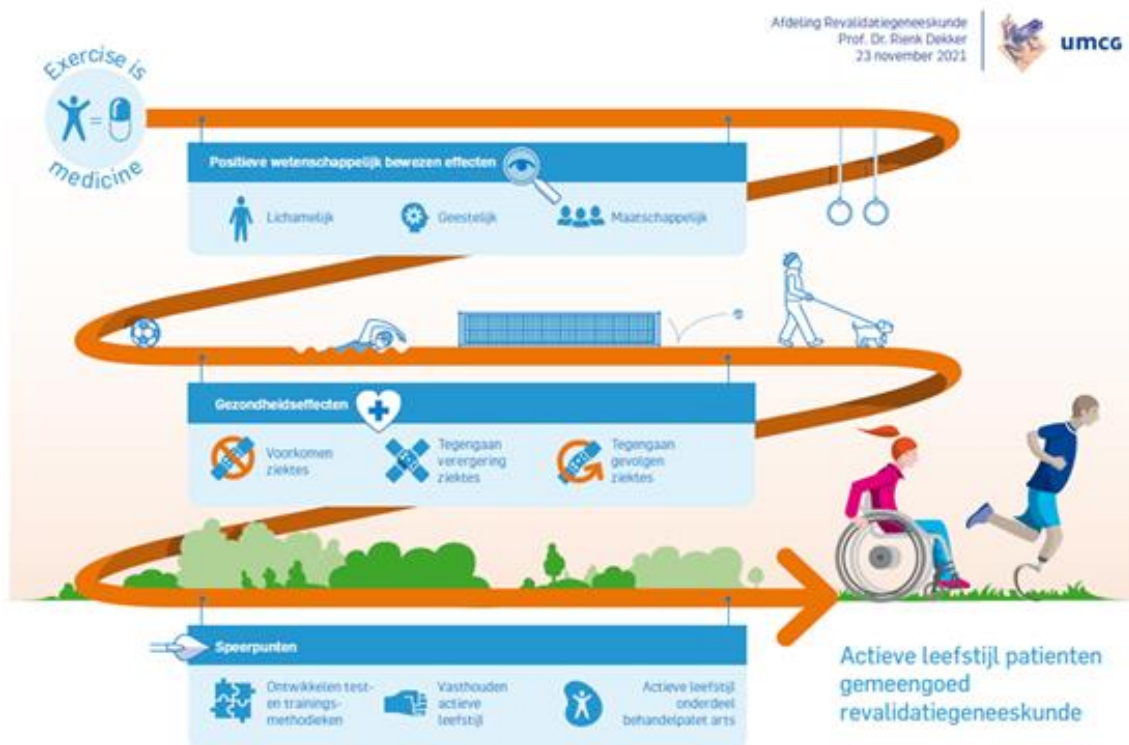 Afdeling Revalidatiegeneeskunde
Prof. Dr. Rienk Dekker
23 november 2021
umcg
Exercise is
medicine
Positieve wetenschappelijk bewezen effecten
Lichamelijk
Geestelijk
Maatschappelijk
Gezondheidseffecten
Voorkomen
ziektes
Tegengaan
verergering
ziektes
Tegengaan
gevolgen
ziektes
Speerpunten
Ontwikkelen test-
en trainings-
methodieken
Vasthouden
actieve
leefstijl
Actieve leefstijl
onderdeel
behandelpalet arts
Actieve leefstijl patienten
gemeengoed
revalidatiegeneeskunde